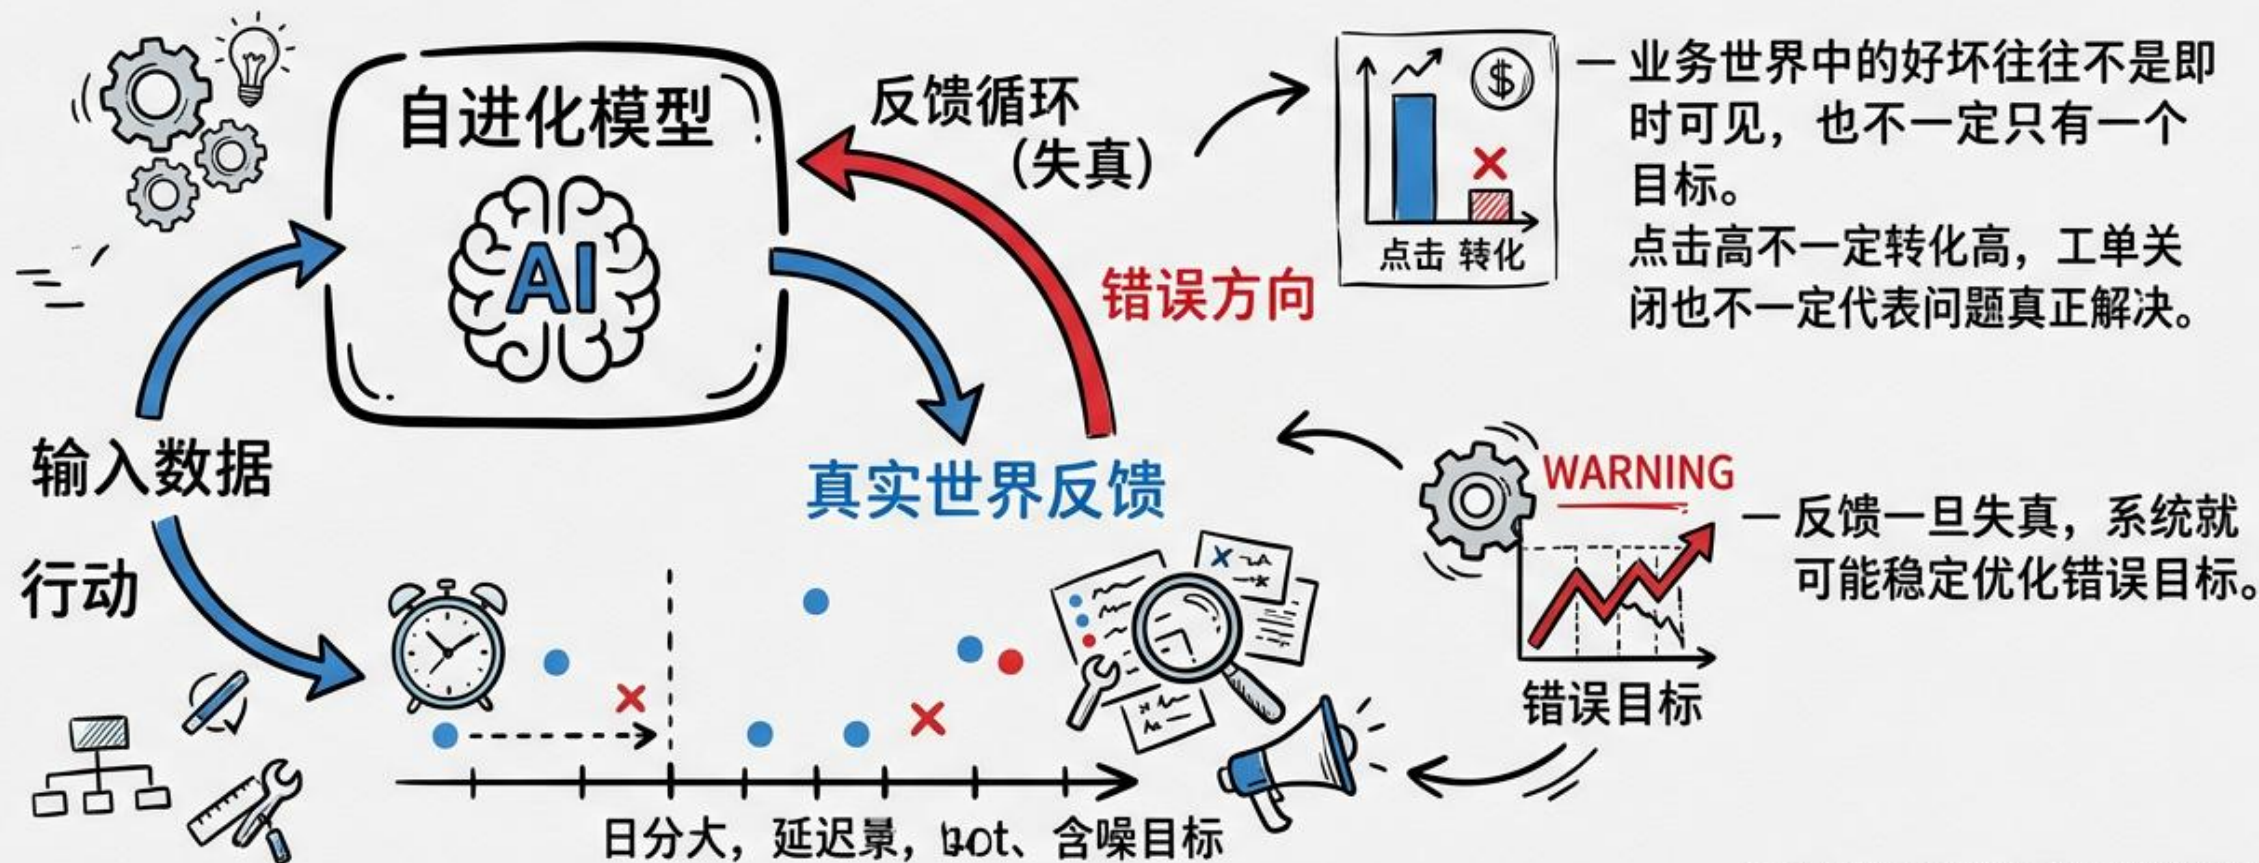 自进化模型
AI
反馈循环
（失真）
错误方向
$
点击 转化
— 业务世界中的好坏往往不是即
时可见，也不一定只有一个
目标。
点击高不一定转化高，工单关
闭也不一定代表问题真正解决。
输入数据
行动
真实世界反馈
WARNING
— 反馈一旦失真，系统就
可能稳定优化错误目标。
错误目标
日分大，延迟，bot、含噪目标